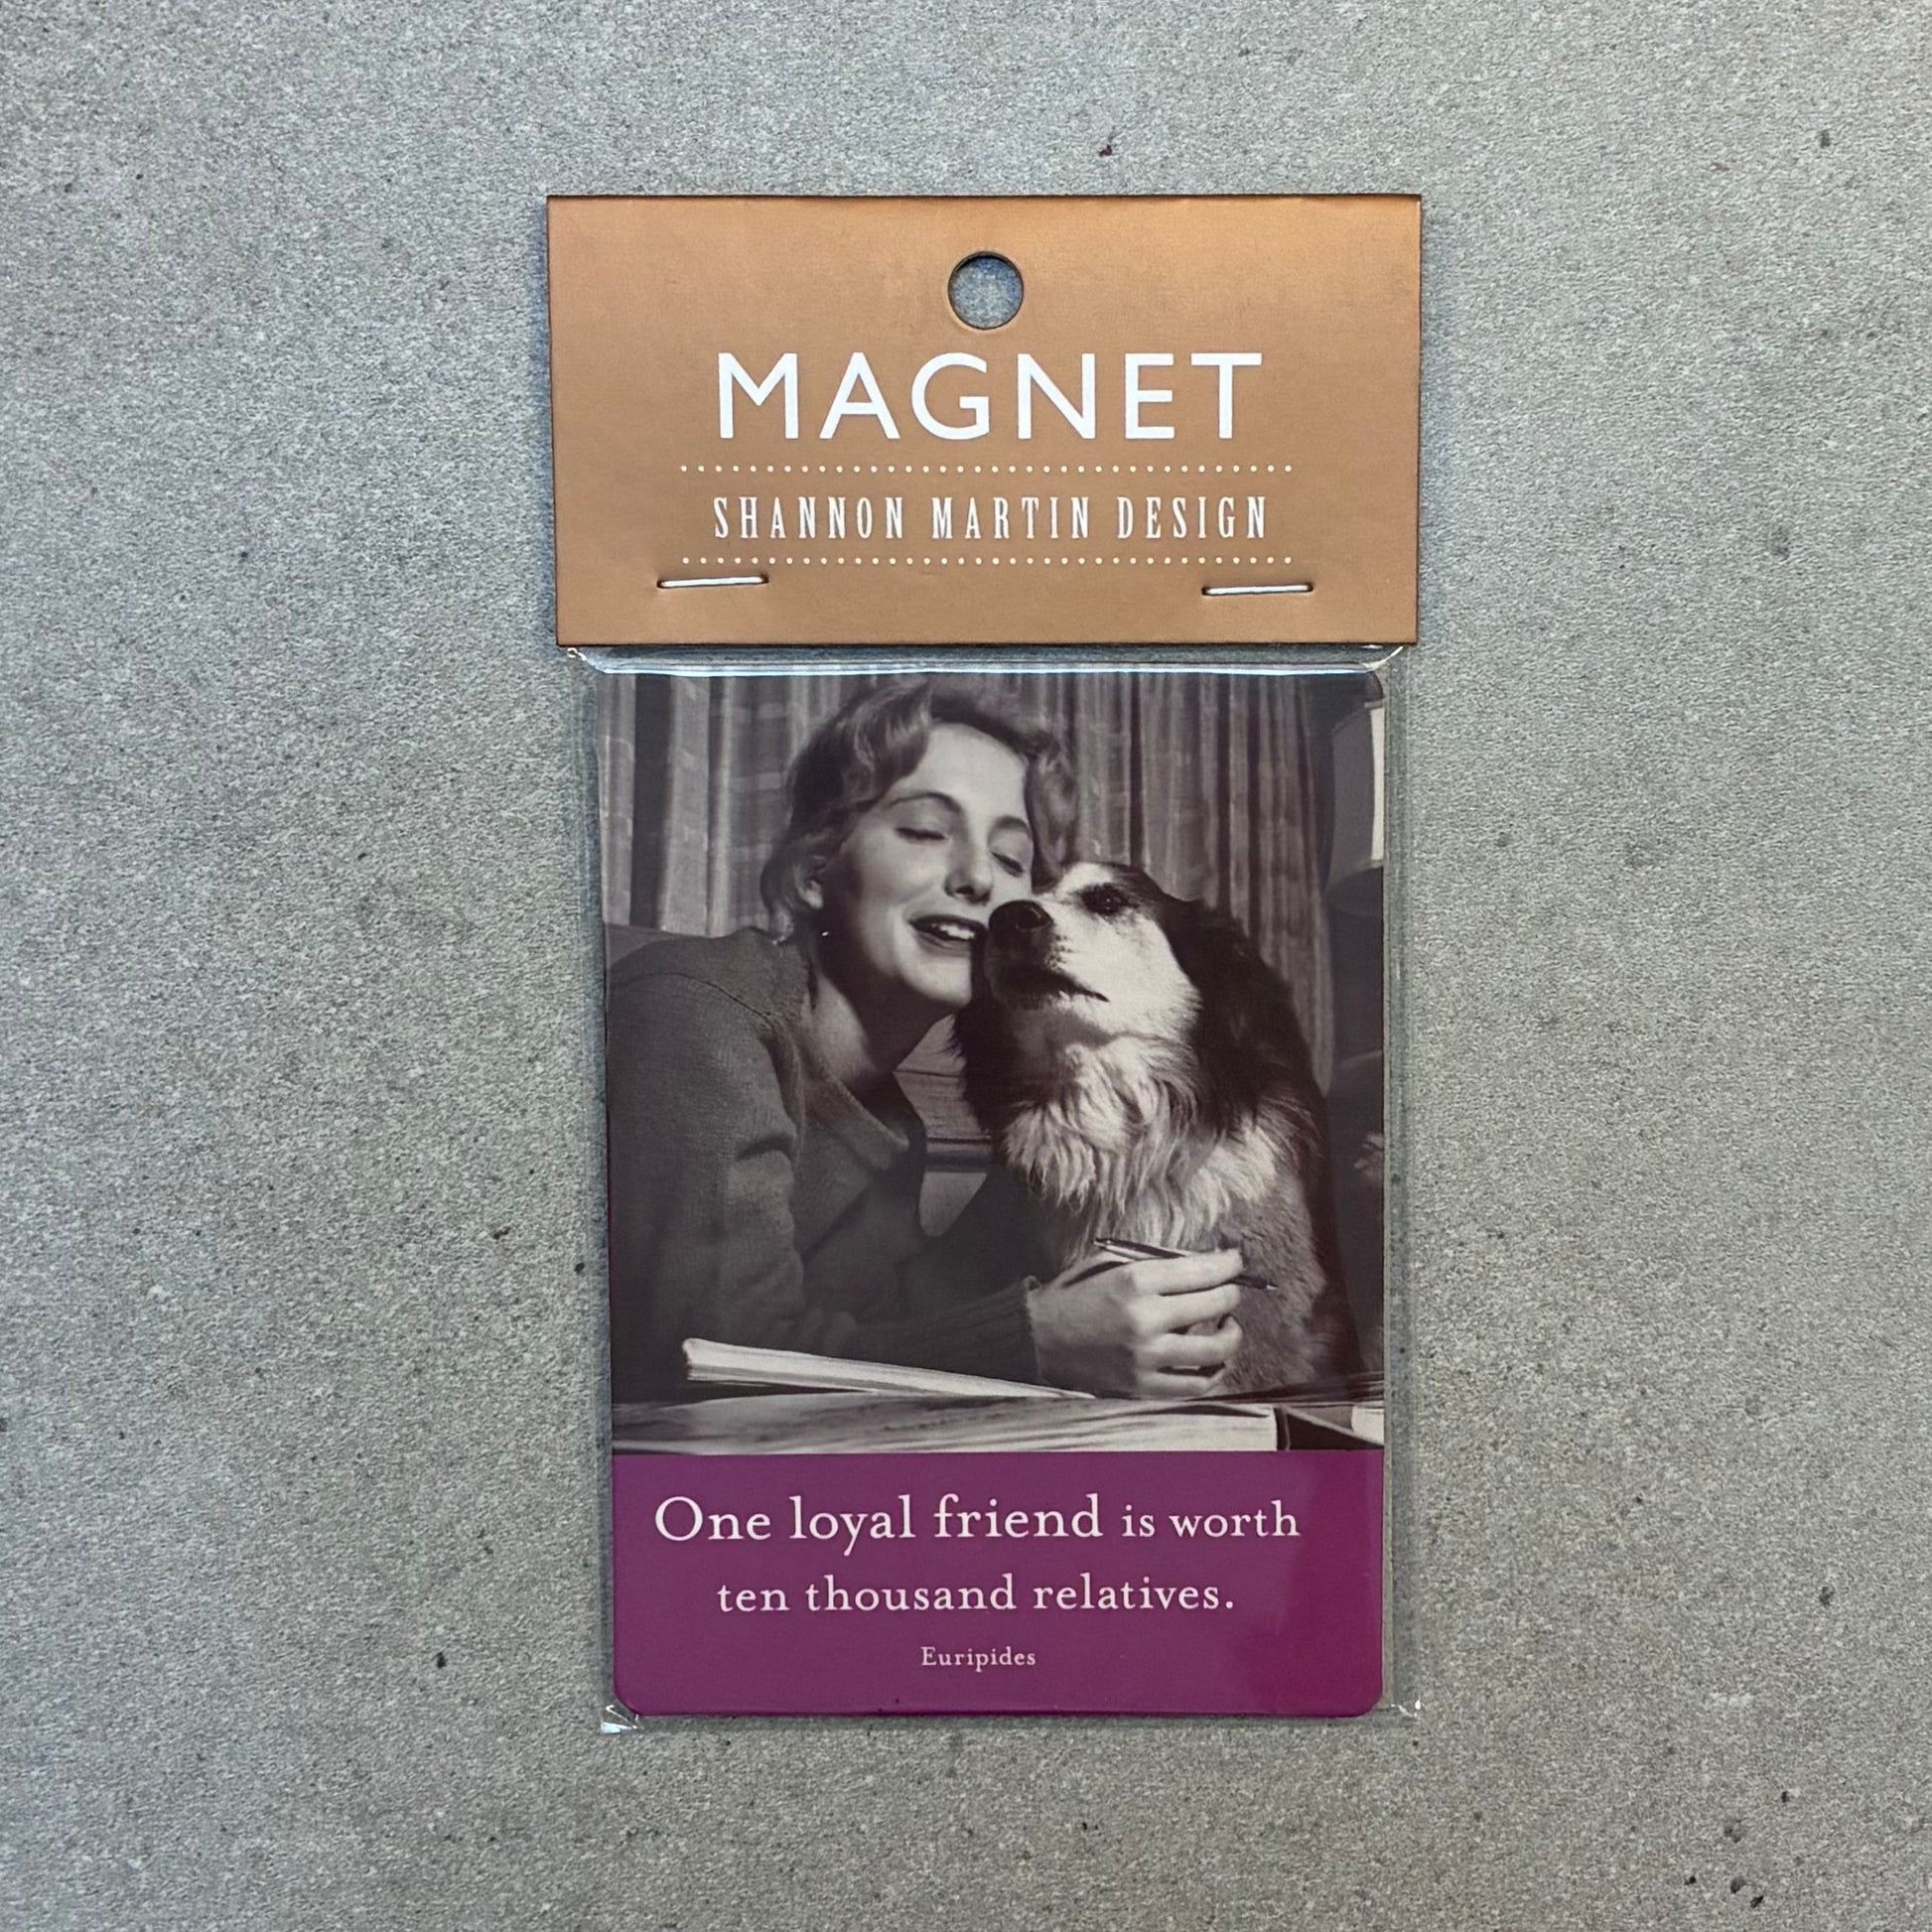 MAGNET
SHANNON MARTIN DESIGN
One loyal friend is worth
ten thousand relatives.
Euripides